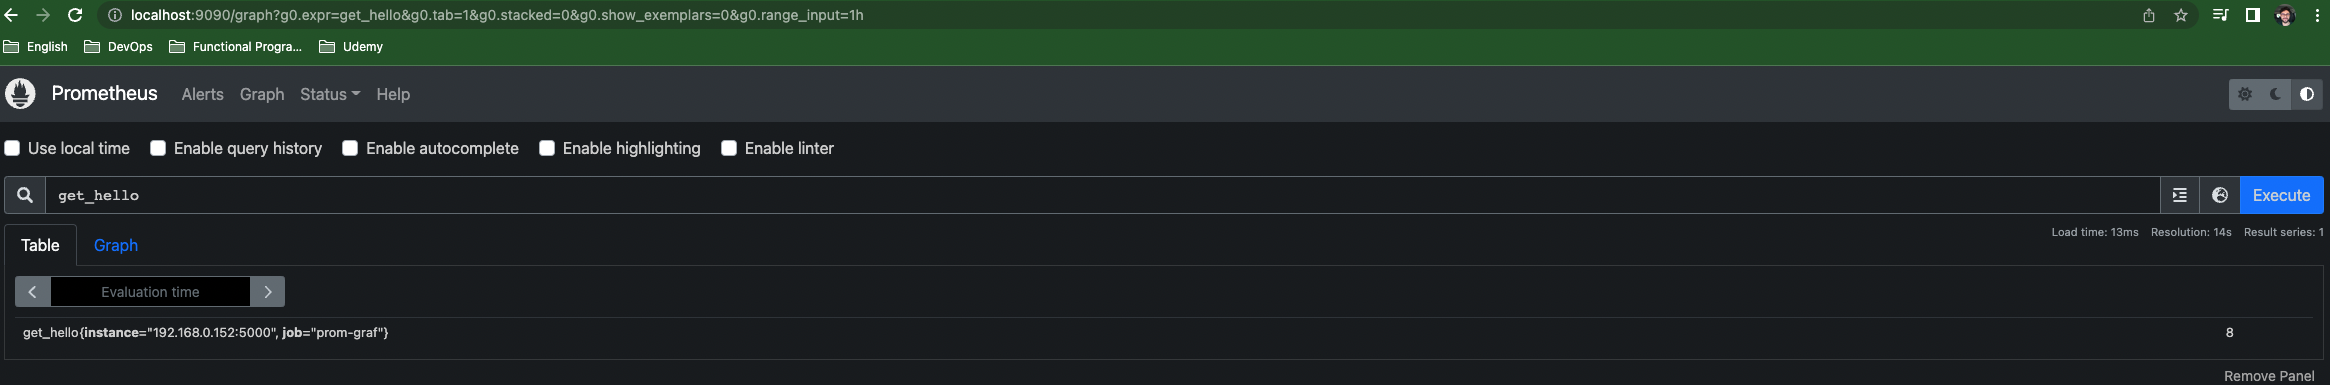 localhost:9090/graph?g0.expr=get_hello&g0.tab=1&g0.stacked=0&g0.show_exemplars=0&g0.range_input=1h
English DevOps Functional Progra... Udemy
Prometheus Alerts Graph Status Help
Use local time Enable query history Enable autocomplete Enable highlighting Enable linter
get_hello Execute
Table Graph Load time: 13ms Resolution: 14s Result series: 1
Evaluation time
get_hello{instance="192.168.0.152:5000", job="prom-graf"} 8
Remove Panel